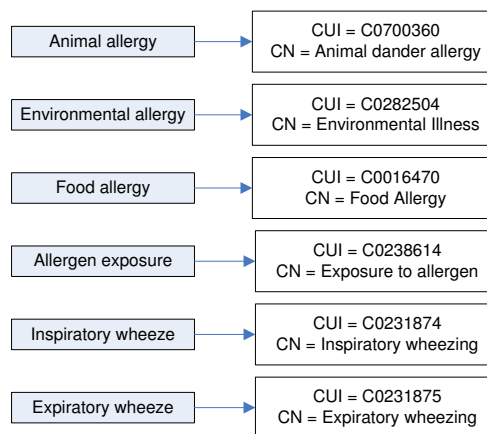 Animal allergy
CUI = C0700360
CN = Animal dander allergy
Environmental allergy
CUI = C0282504
CN = Environmental Illness
Food allergy
CUI = C0016470
CN = Food Allergy
Allergen exposure
CUI = C0238614
CN = Exposure to allergen
Inspiratory wheeze
CUI = C0231874
CN = Inspiratory wheezing
Expiratory wheeze
CUI = C0231875
CN = Expiratory wheezing